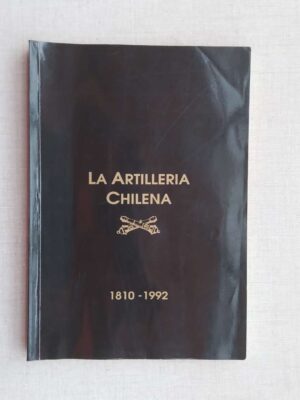 LA ARTILLERIA
CHILENA
1810 - 1992